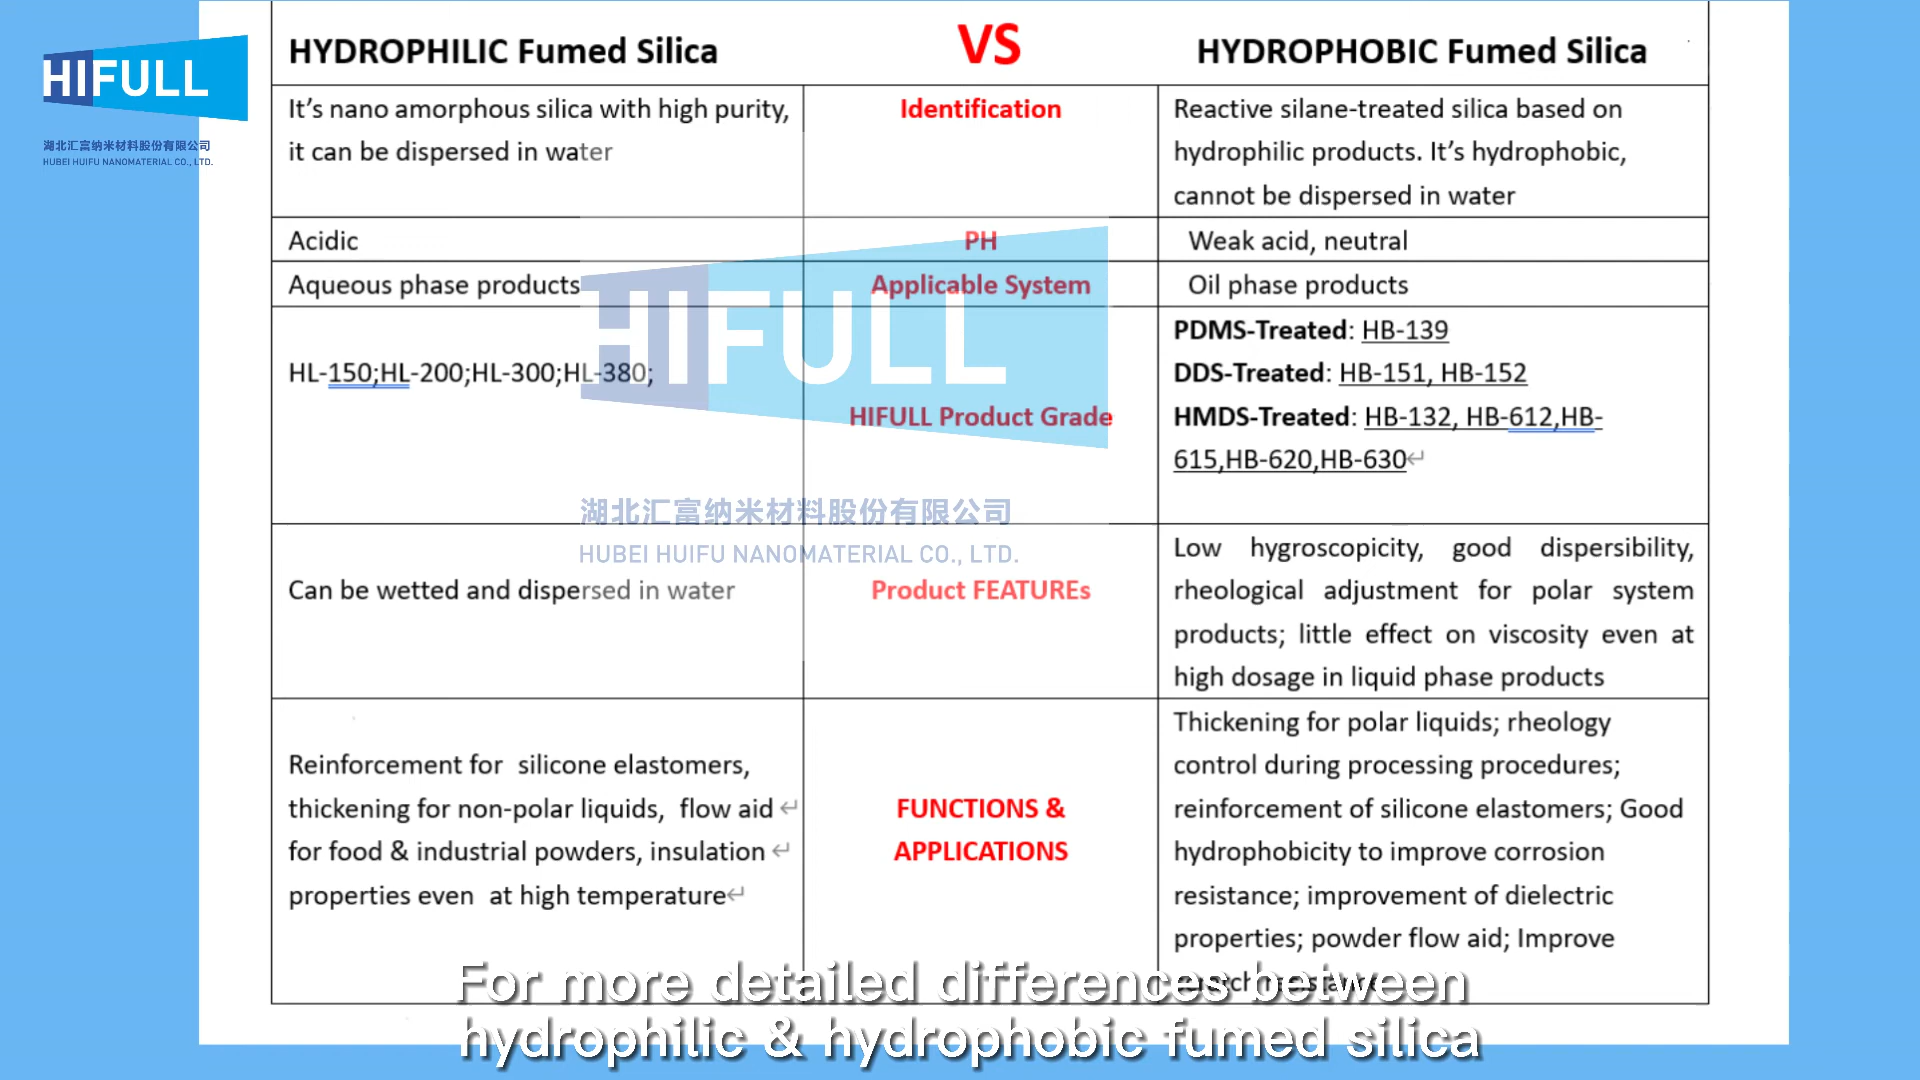 HIFULL
湖北汇富纳米材料股份有限公司
HUBEI HUIFU NANOMATERIAL CO., LTD.
HYDROPHILIC Fumed Silica
VS
HYDROPHOBIC Fumed Silica
It’s nano amorphous silica with high purity,
it can be dispersed in water
Identification
Reactive silane-treated silica based on
hydrophilic products. It’s hydrophobic,
cannot be dispersed in water
Acidic
PH
Weak acid, neutral
Aqueous phase products
Applicable System
Oil phase products
HL-150;HL-200;HL-300;HL-380;
HIFULL Product Grade
PDMS-Treated: HB-139
DDS-Treated: HB-151, HB-152
HMDS-Treated: HB-132, HB-612,HB-
615,HB-620,HB-630
HIFULL
湖北汇富纳米材料股份有限公司
HUBEI HUIFU NANOMATERIAL CO., LTD.
Can be wetted and dispersed in water
Product FEATUREs
Low hygroscopicity, good dispersibility,
rheological adjustment for polar system
products; little effect on viscosity even at
high dosage in liquid phase products
Reinforcement for silicone elastomers,
thickening for non-polar liquids, flow aid
for food & industrial powders, insulation
properties even at high temperature
FUNCTIONS &
APPLICATIONS
Thickening for polar liquids; rheology
control during processing procedures;
reinforcement of silicone elastomers; Good
hydrophobicity to improve corrosion
resistance; improvement of dielectric
properties; powder flow aid; Improve
For more detailed differences between
hydrophilic & hydrophobic fumed silica